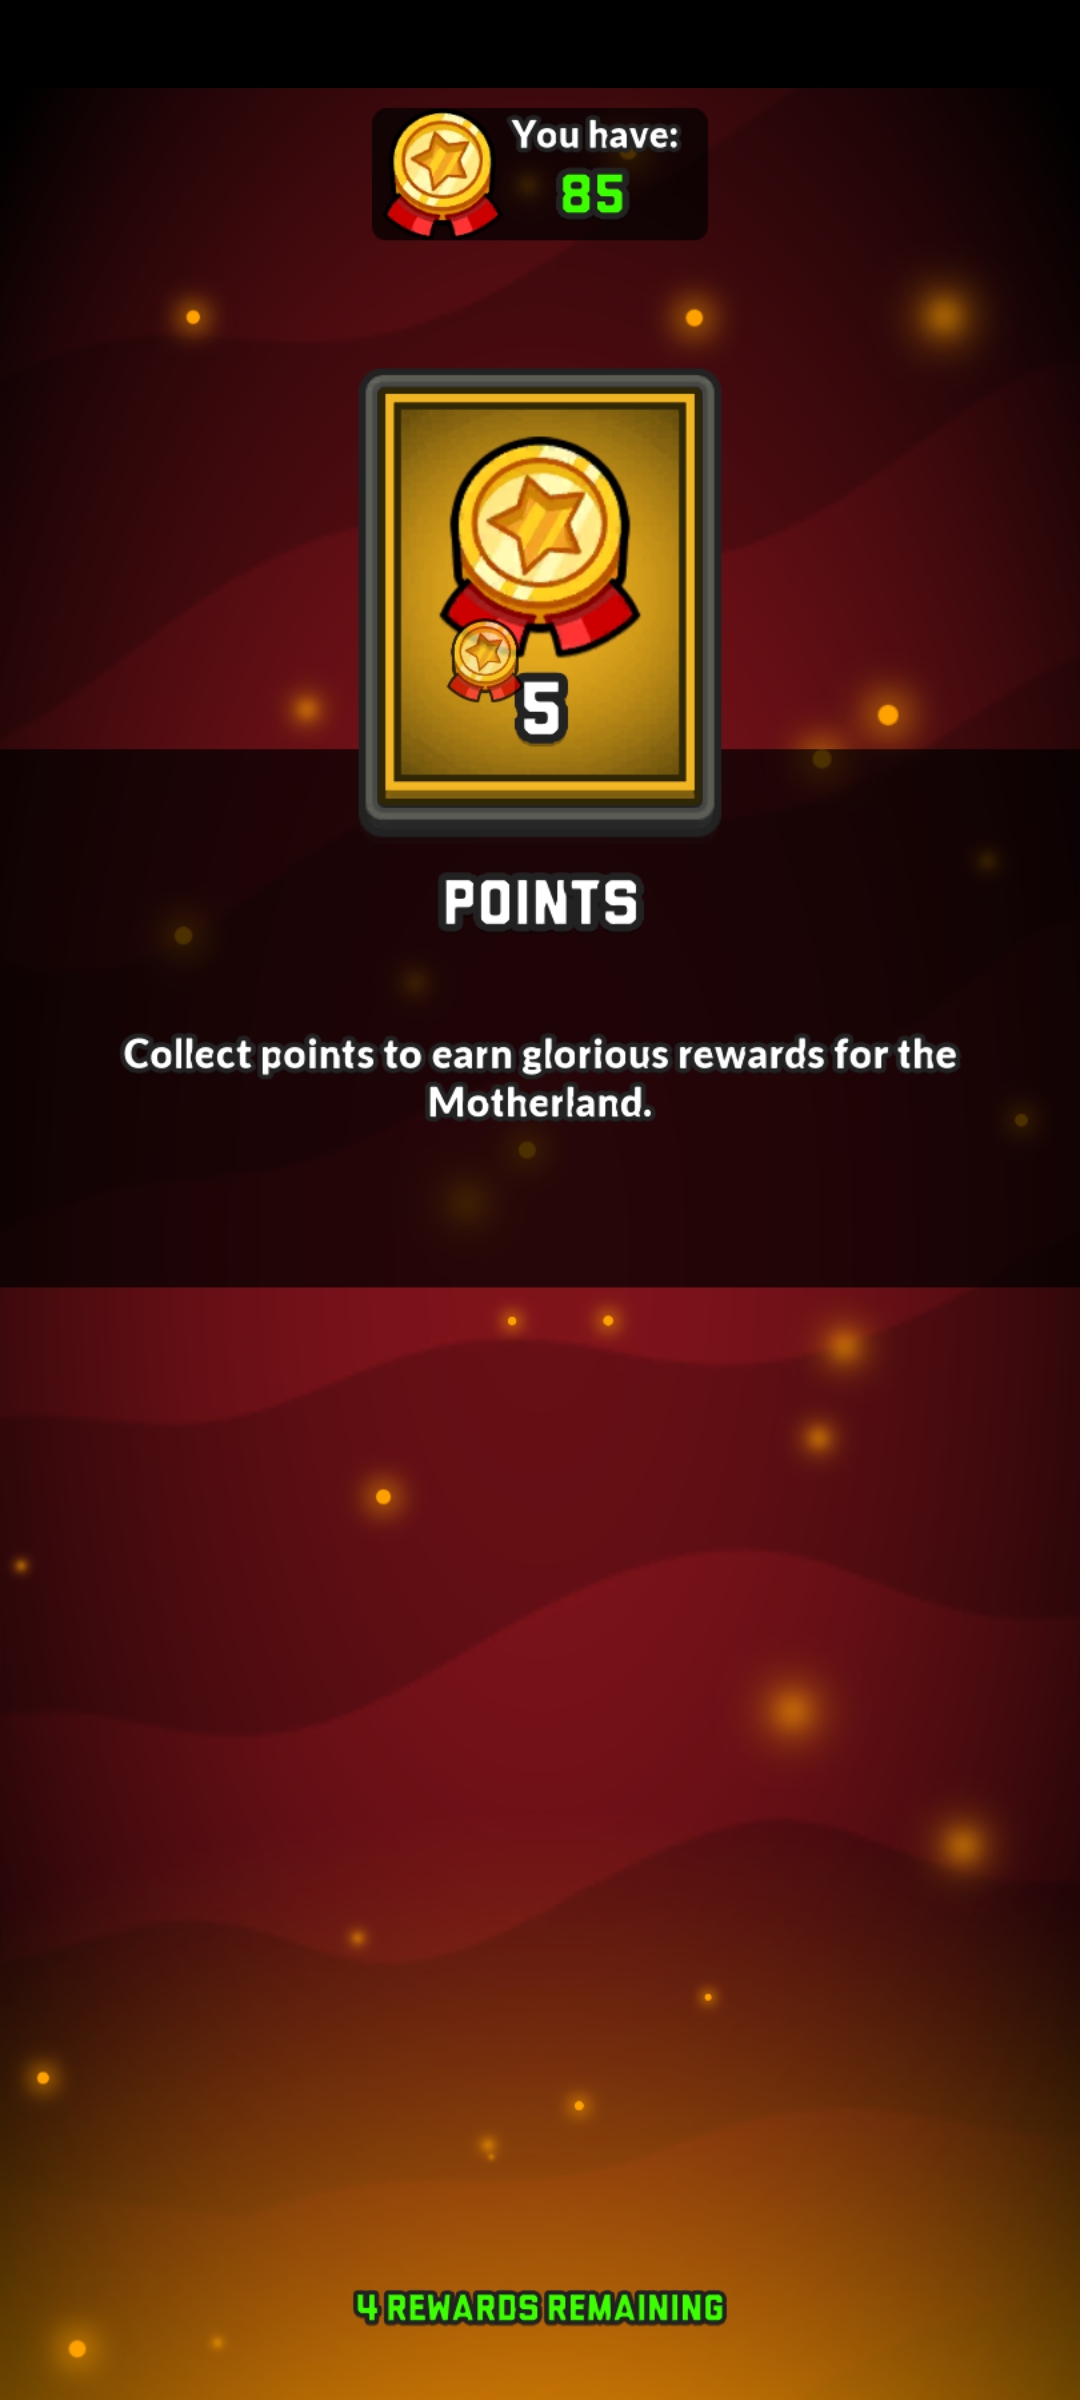 You have:
85
5
POINTS
Collect points to earn glorious rewards for the
Motherland.
4 REWARDS REMAINING